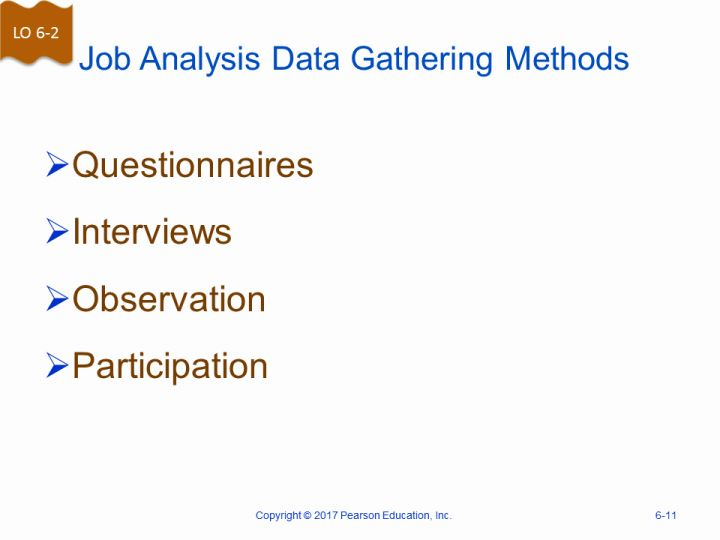 LO 6-2
Job Analysis Data Gathering Methods
Questionnaires
Interviews
Observation
Participation
Copyright © 2017 Pearson Education, Inc.
6-11